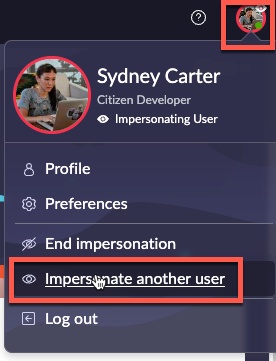 Sydney Carter
Citizen Developer
Impersonating User
Profile
Preferences
End impersonation
Impersonate another user
Log out